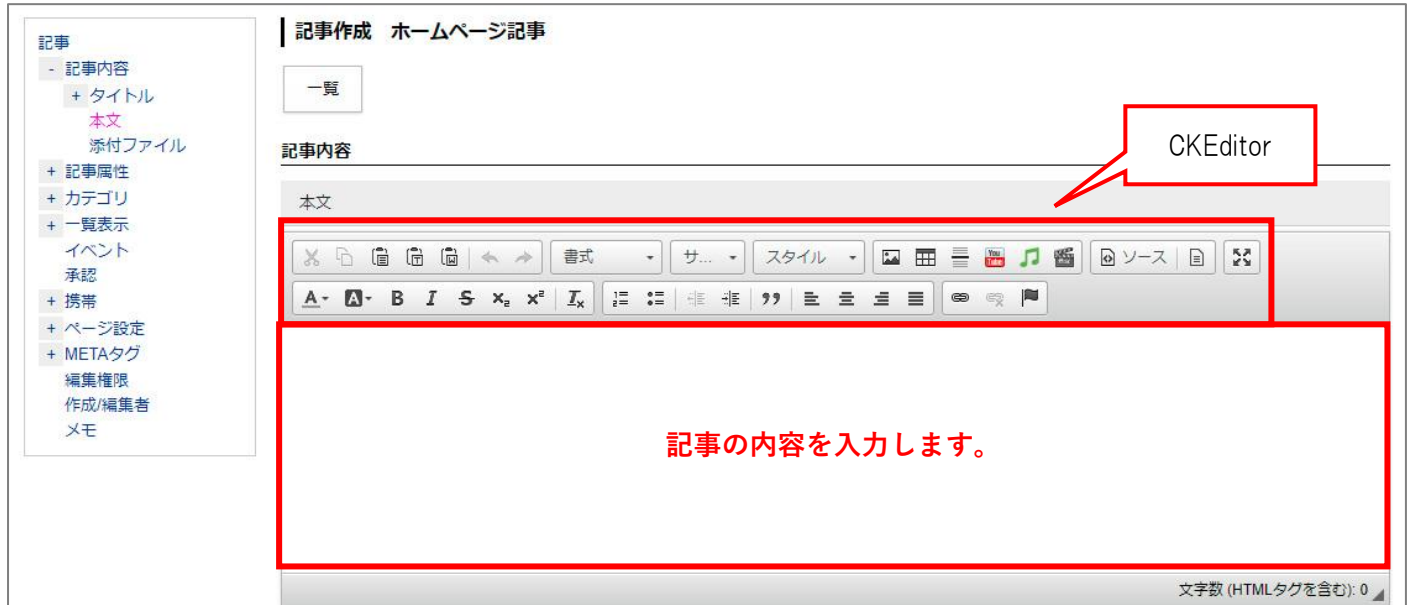 記事
- 記事内容
+ タイトル
本文
添付ファイル
+ 記事属性
+ カテゴリ
+ 一覧表示
イベント
承認
+ 携帯
+ ページ設定
+ METAタグ
編集権限
作成/編集者
メモ
記事作成　ホームページ記事
一覧
記事内容
CKEditor
本文
書式 サ... スタイル You Tube ソース
A A B I S x₂ x² Tx
記事の内容を入力します。
文字数 (HTMLタグを含む): 0